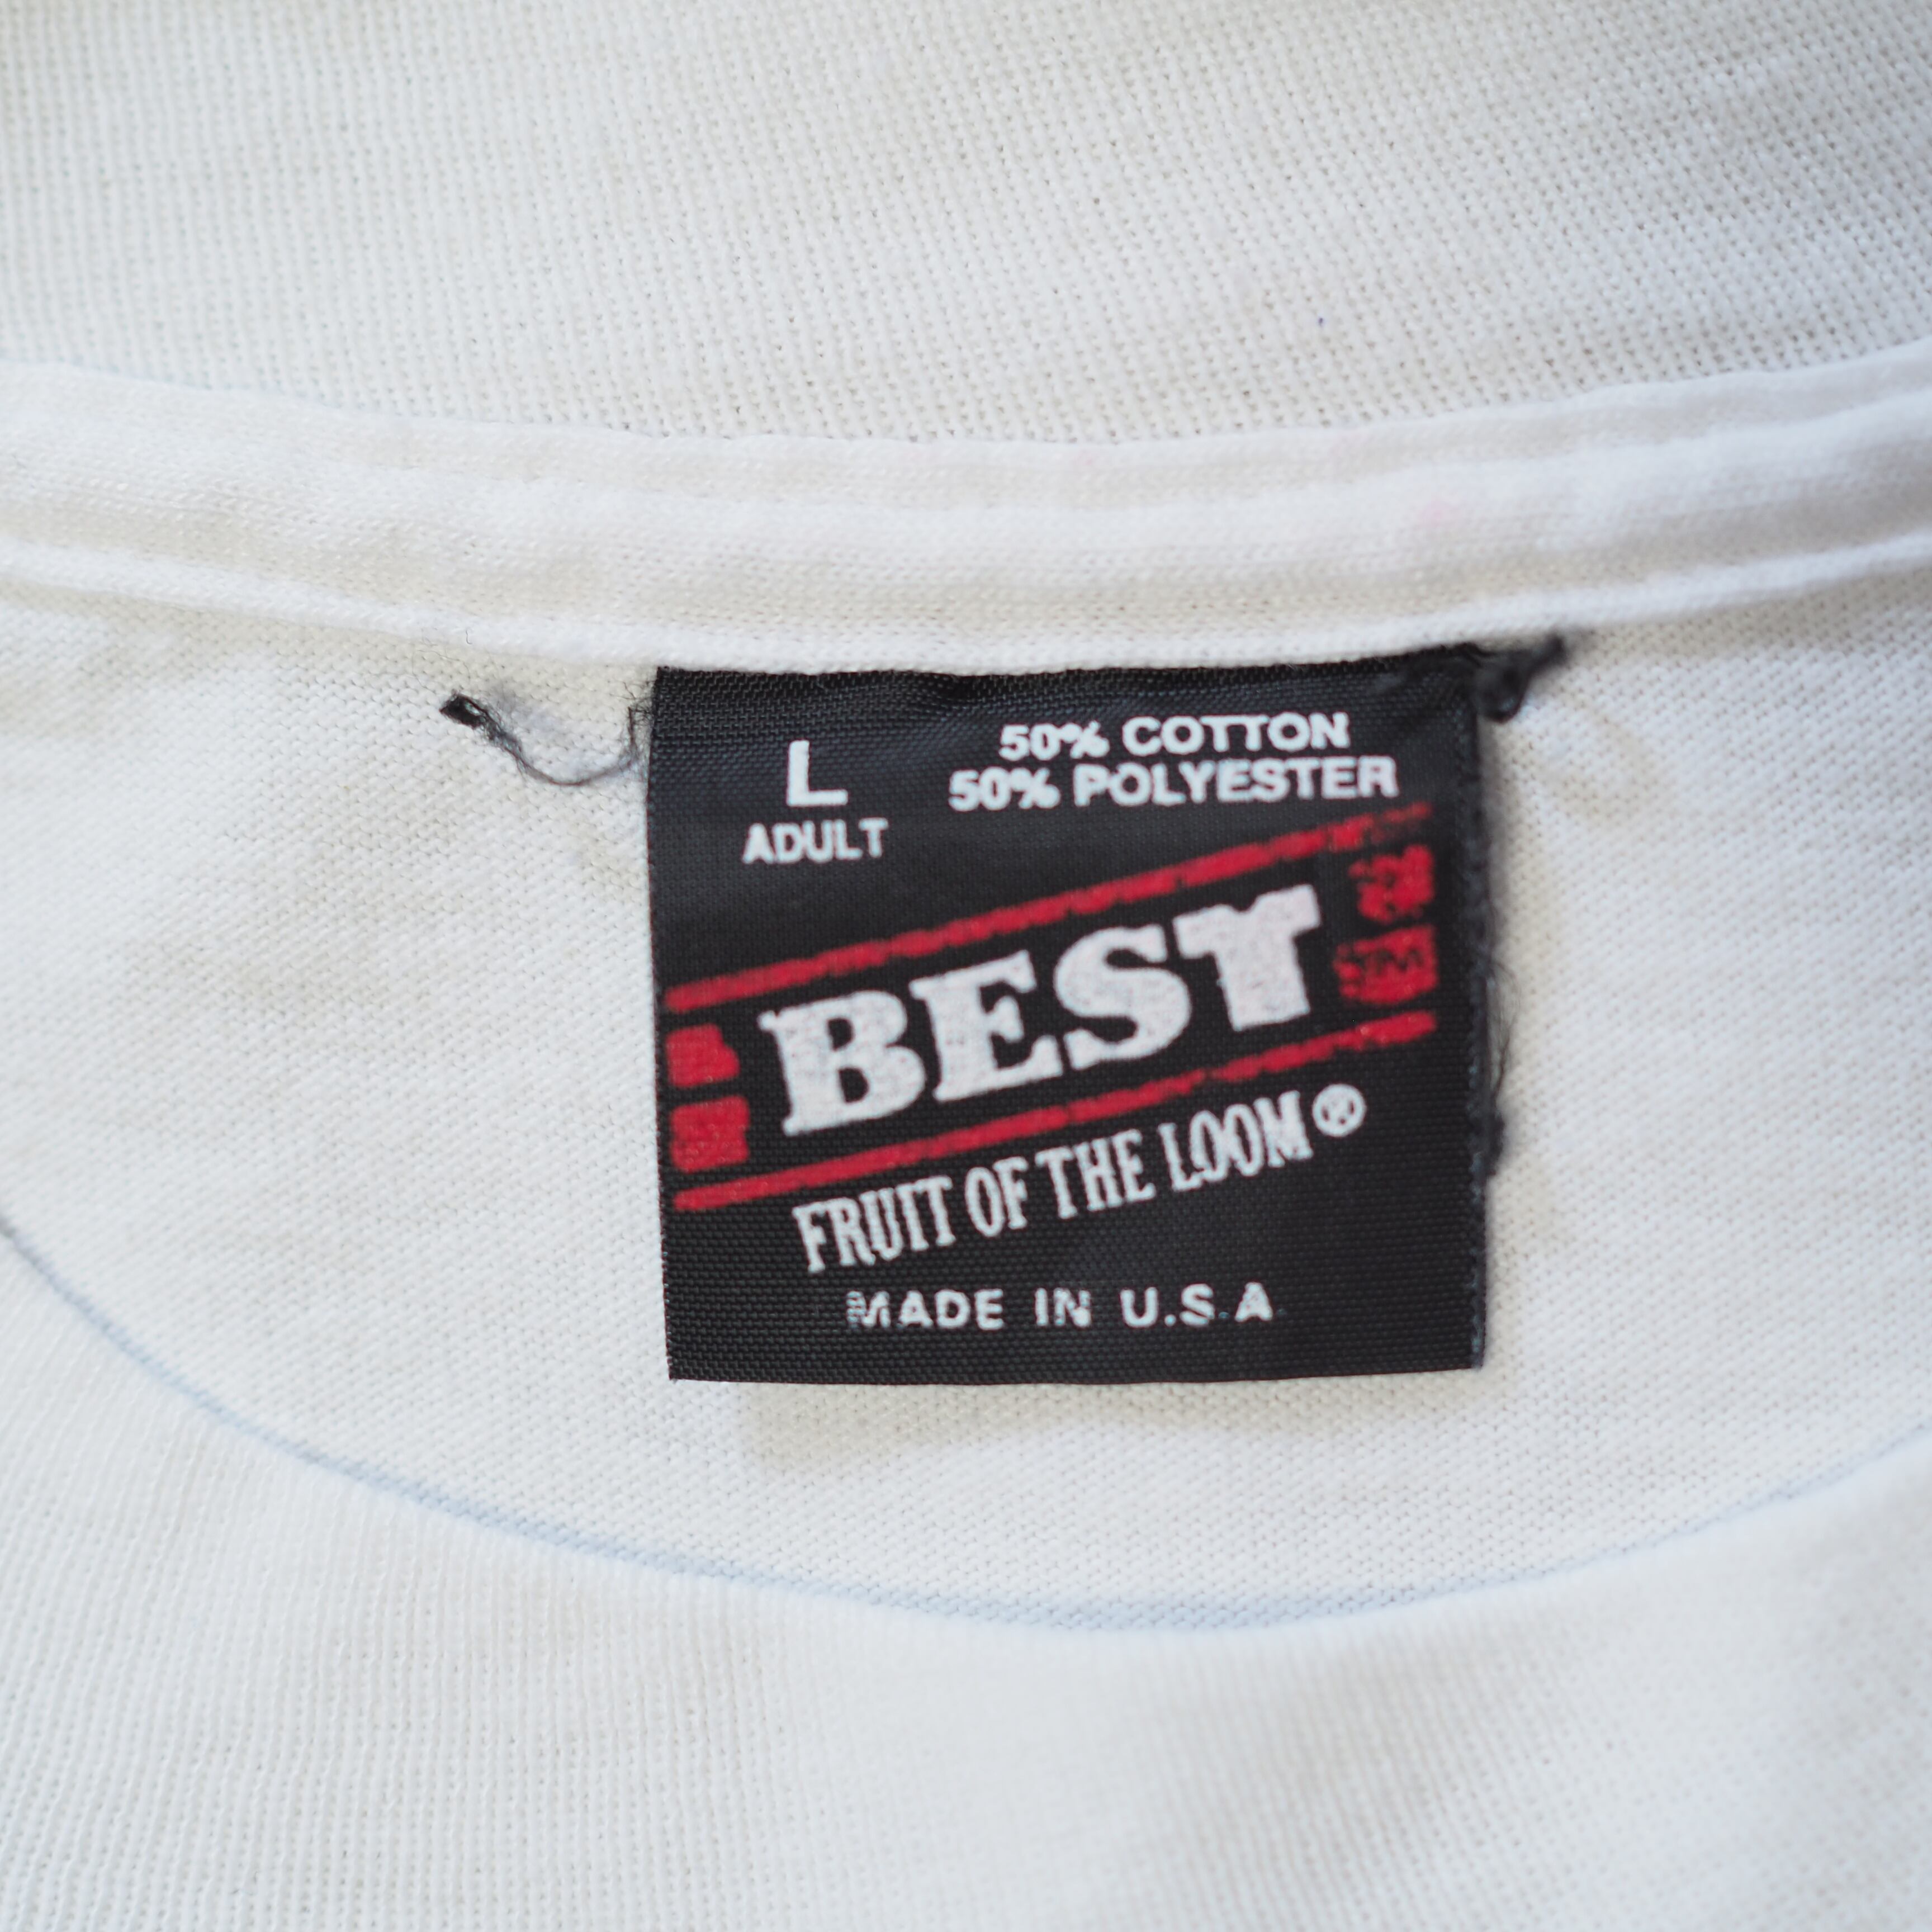 L
ADULT
50% COTTON
50% POLYESTER
BEST
FRUIT OF THE LOOM®
MADE IN U.S.A.